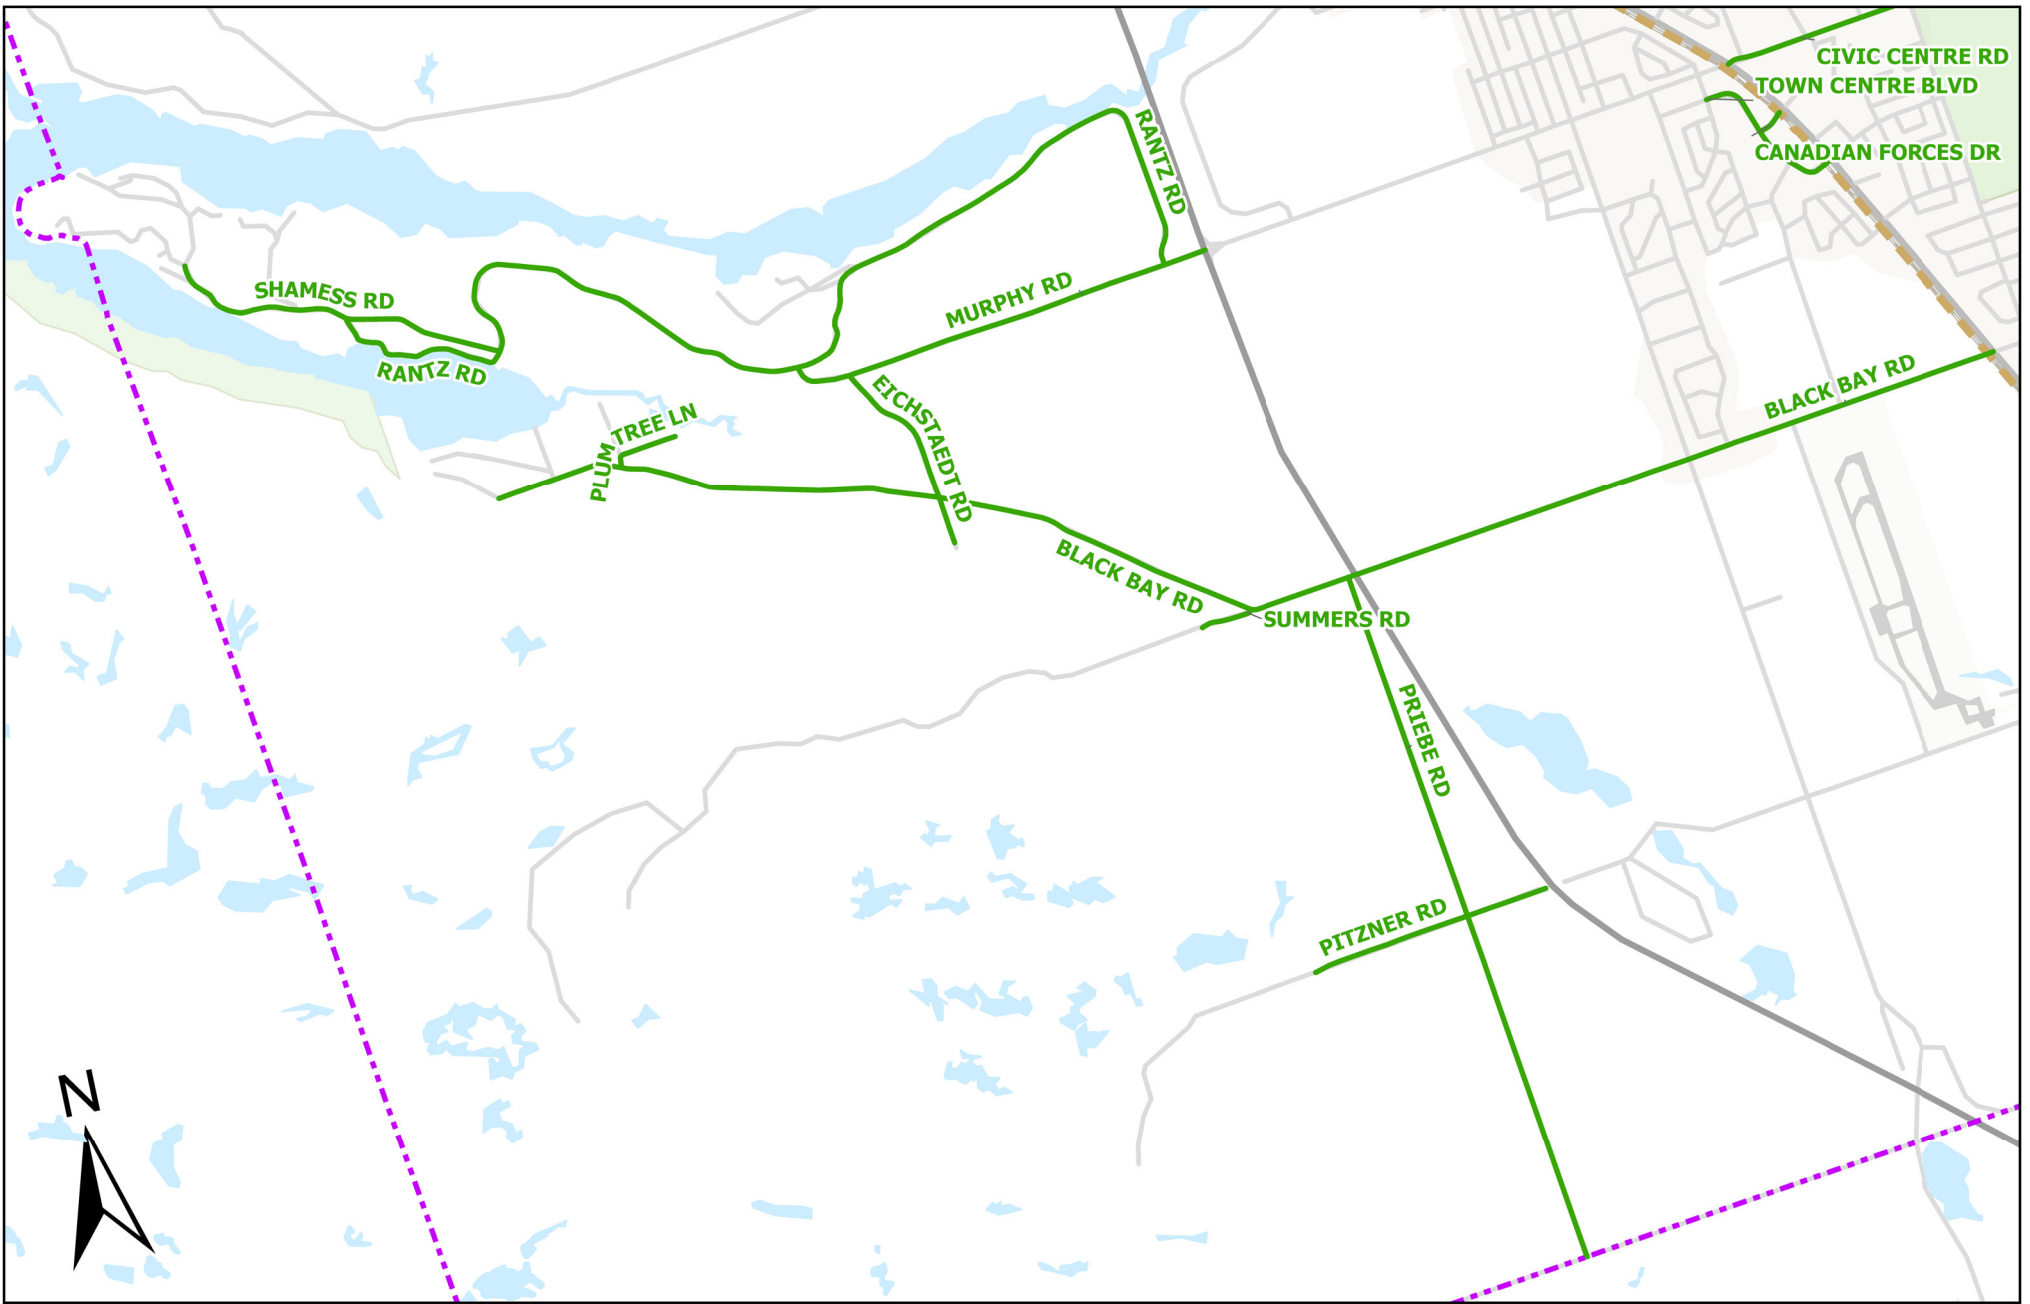 CIVIC CENTRE RD
TOWN CENTRE BLVD
CANADIAN FORCES DR
RANTZ RD
SHAMESS RD
MURPHY RD
RANTZ RD
EICHSTAEDT RD
BLACK BAY RD
PLUM TREE LN
BLACK BAY RD
SUMMERS RD
PRIEBE RD
PITZNER RD
N